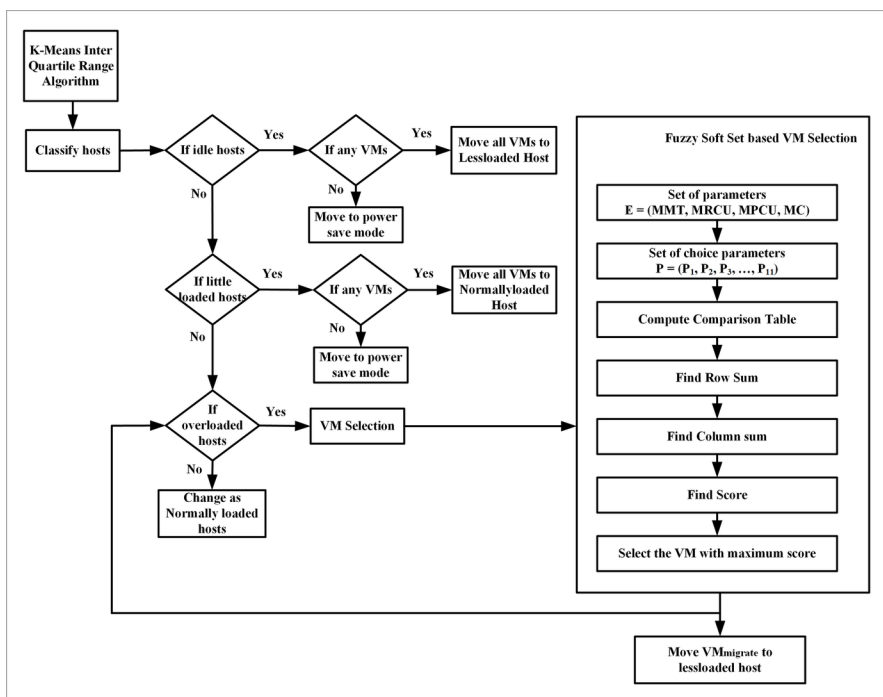 K-Means Inter
Quartile Range
Algorithm
Classify hosts
If idle hosts
Yes
If any VMs
Yes
Move all VMs to
Lessloaded Host
No
No
Move to power
save mode
If little
loaded hosts
Yes
If any VMs
Yes
Move all VMs to
Normallyloaded
Host
No
No
Move to power
save mode
If
overloaded
hosts
Yes
VM Selection
No
Change as
Normally loaded
hosts
Fuzzy Soft Set based VM Selection
Set of parameters
E = (MMT, MRCU, MPCU, MC)
Set of choice parameters
P = (P1, P2, P3, …, P11)
Compute Comparison Table
Find Row Sum
Find Column sum
Find Score
Select the VM with maximum score
Move VMmigrate to
lessloaded host